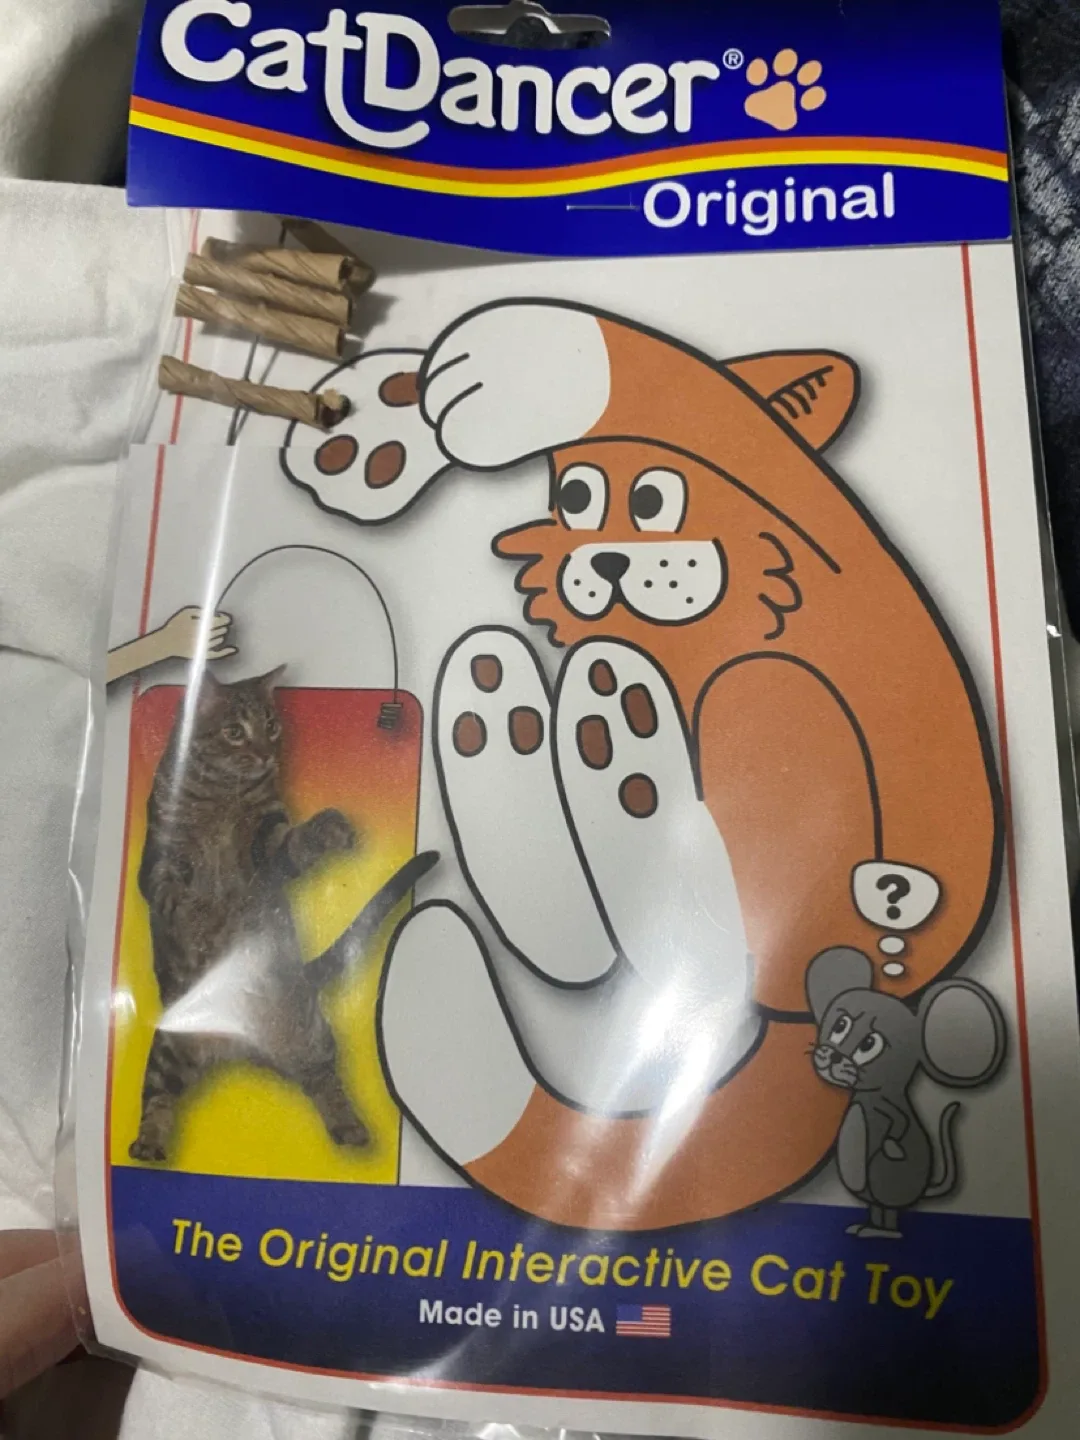 CatDancer®
Original
?
The Original Interactive Cat Toy
Made in USA